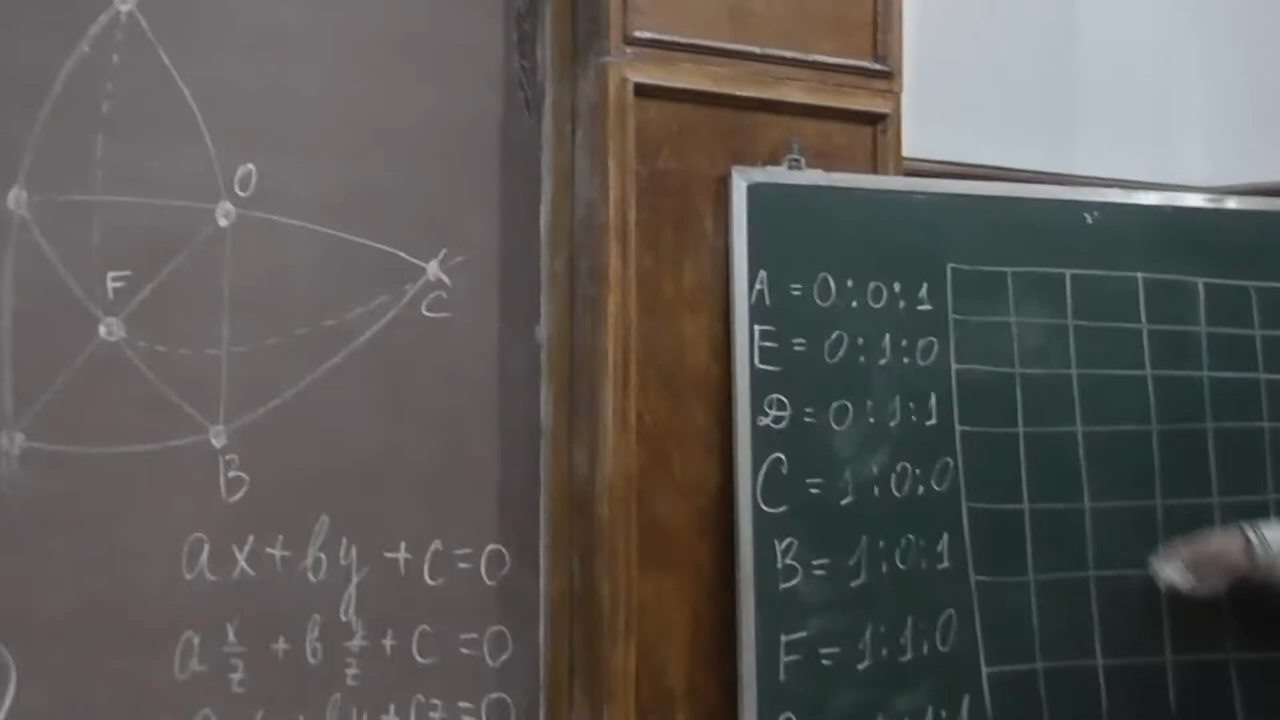 O
F
C
B
ax+by+c=0
a x/z + b y/z + c = 0
A = 0:0:1
E = 0:1:0
D = 0:1:1
C = 1:0:0
B = 1:0:1
F = 1:1:0